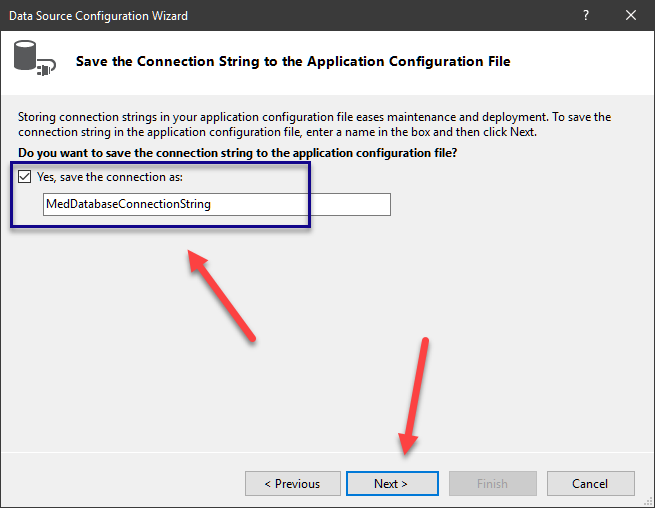 Data Source Configuration Wizard
?
Save the Connection String to the Application Configuration File
Storing connection strings in your application configuration file eases maintenance and deployment. To save the
connection string in the application configuration file, enter a name in the box and then click Next.
Do you want to save the connection string to the application configuration file?
Yes, save the connection as:
MedDatabaseConnectionString
< Previous Next > Finish Cancel